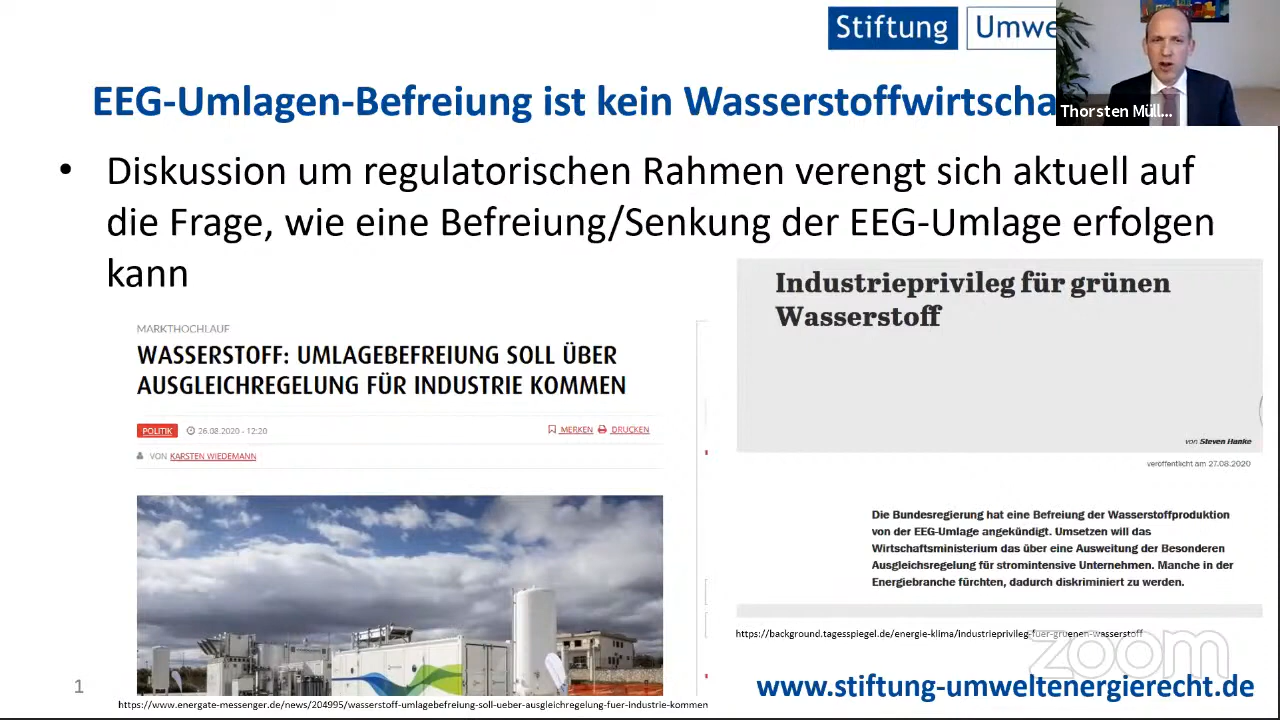 Stiftung Umwe
Thorsten Müll...
EEG-Umlagen-Befreiung ist kein Wasserstoffwirtscha
• Diskussion um regulatorischen Rahmen verengt sich aktuell auf
die Frage, wie eine Befreiung/Senkung der EEG-Umlage erfolgen
kann
MARKTHOCHLAUF
WASSERSTOFF: UMLAGEBEFREIUNG SOLL ÜBER
AUSGLEICHREGELUNG FÜR INDUSTRIE KOMMEN
POLITIK 26.08.2020 - 12:20 MERKEN DRUCKEN
VON KARSTEN WIEDEMANN
Industrieprivileg für grünen
Wasserstoff
von Steven Hanke
veröffentlicht am 27.08.2020
Die Bundesregierung hat eine Befreiung der Wasserstoffproduktion
von der EEG-Umlage angekündigt. Umsetzen will das
Wirtschaftsministerium das über eine Ausweitung der Besonderen
Ausgleichsregelung für stromintensive Unternehmen. Manche in der
Energiebranche fürchten, dadurch diskriminiert zu werden.
https://background.tagesspiegel.de/energie-klima/industrieprivileg-fuer-gruenen-wasserstoff
zoom
1
www.stiftung-umweltenergierecht.de
https://www.energate-messenger.de/news/204995/wasserstoff-umlagebefreiung-soll-ueber-ausgleichregelung-fuer-industrie-kommen